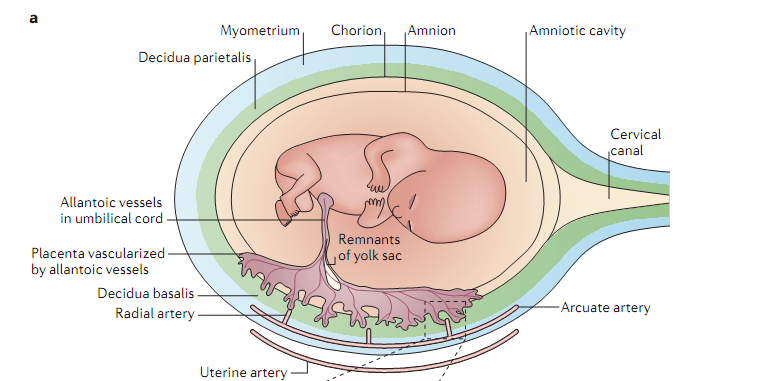 a
Myometrium
Chorion
Amnion
Amniotic cavity
Decidua parietalis
Cervical
canal
Allantoic vessels
in umbilical cord
Remnants
of yolk sac
Placenta vascularized
by allantoic vessels
Decidua basalis
Radial artery
Arcuate artery
Uterine artery